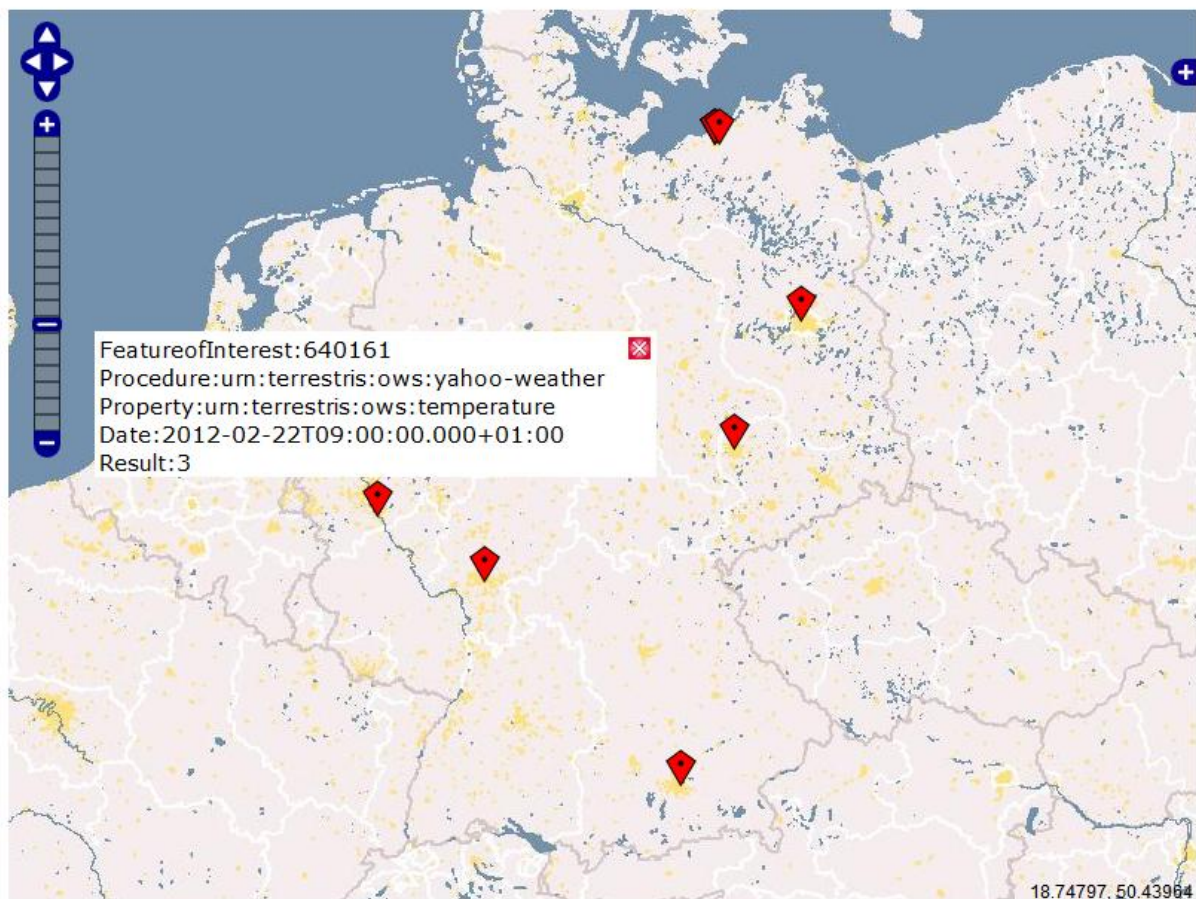 FeatureofInterest:640161
Procedure:urn:terrestris:ows:yahoo-weather
Property:urn:terrestris:ows:temperature
Date:2012-02-22T09:00:00.000+01:00
Result:3
18.74797, 50.43964